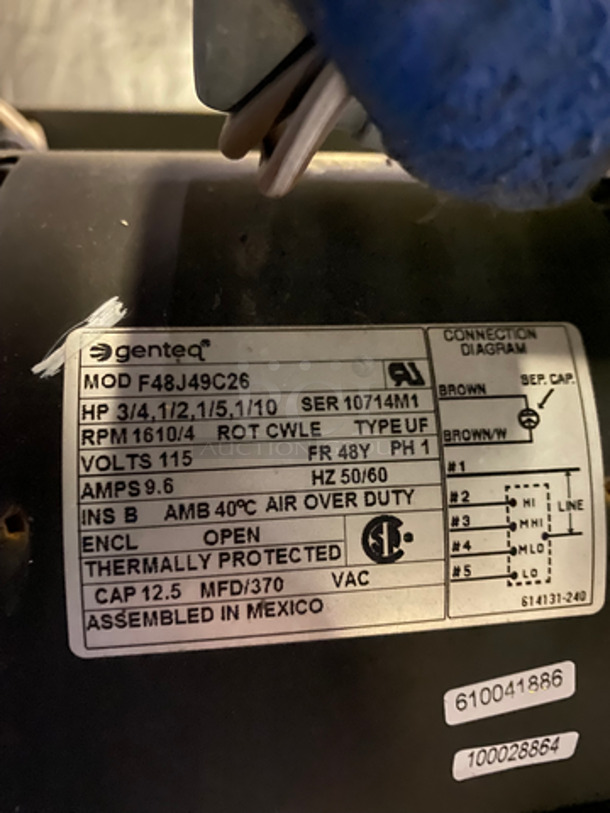 genteq
MOD F48J49C26
HP 3/4,1/2,1/5,1/10 SER 10714M1
RPM 1610/4 ROT CWLE TYPE UF
VOLTS 115 FR 48Y PH 1
AMPS 9.6 HZ 50/60
INS B AMB 40°C AIR OVER DUTY
ENCL OPEN
THERMALLY PROTECTED
CAP 12.5 MFD/370 VAC
ASSEMBLED IN MEXICO
CONNECTION
DIAGRAM
SEP. CAP.
BROWN
BROWN/W
#1
#2 HI
LINE
#3 MHI
#4 MLO
#5 LO
614131-240
610041886
100028864